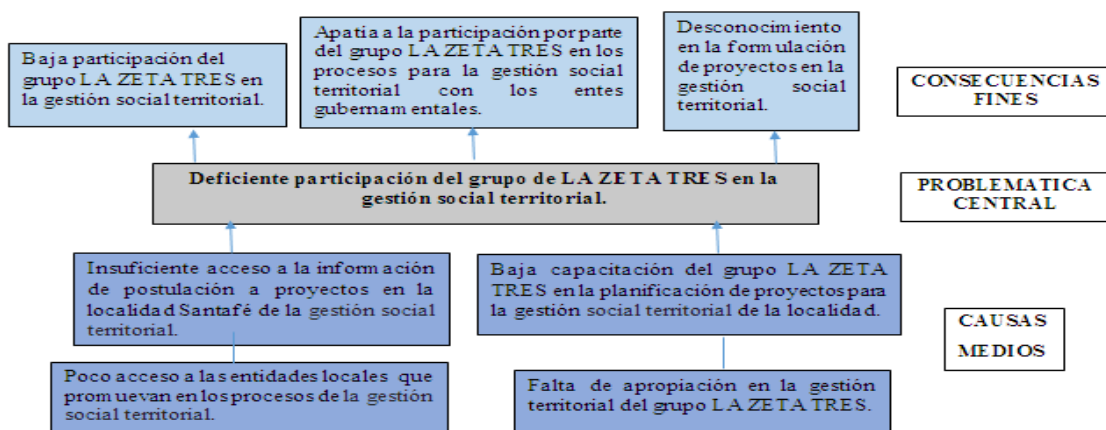 Baja participación del
grupo LA ZETA TRES en
la gestión social territorial.
Apatía a la participación por parte
del grupo LA ZETA TRES en los
procesos para la gestión social
territorial con los entes
gubernamentales.
Desconocimiento
en la formulación
de proyectos en la
gestión social
territorial.
CONSECUENCIAS
FINES
Deficiente participación del grupo de LA ZETA TRES en la
gestión social territorial.
PROBLEMATICA
CENTRAL
Insuficiente acceso a la información
de postulación a proyectos en la
localidad Santafé de la gestión social
territorial.
Baja capacitación del grupo LA ZETA
TRES en la planificación de proyectos para
la gestión social territorial de la localidad.
CAUSAS
MEDIOS
Poco acceso a las entidades locales que
promuevan en los procesos de la gestión
social territorial.
Falta de apropiación en la gestión
territorial del grupo LA ZETA TRES.